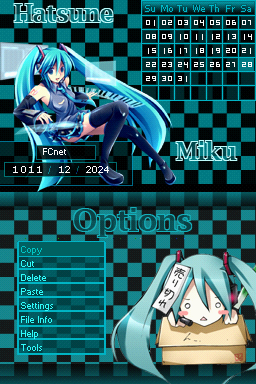 Hatsune
Su Mo Tu We Th Fr Sa
01 02 03 04 05 06 07
08 09 10 11 12 13 14
15 16 17 18 19 20 21
22 23 24 25 26 27 28
29 30 31
Miku
FCnet
1011 / 12 / 2024
Options
Copy
Cut
Delete
Paste
Settings
File Info
Help
Tools
売り切れ